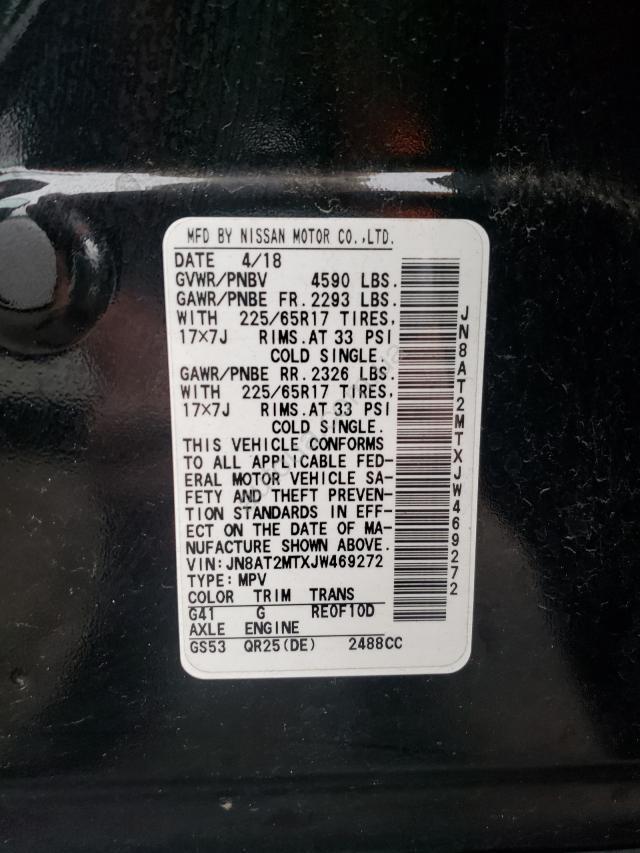 MFD BY NISSAN MOTOR CO.,LTD.
DATE 4/18
GVWR/PNBV 4590 LBS.
GAWR/PNBE FR. 2293 LBS.
WITH 225/65R17 TIRES,
17×7J RIMS. AT 33 PSI
COLD SINGLE.
GAWR/PNBE RR. 2326 LBS.
WITH 225/65R17 TIRES,
17×7J RIMS. AT 33 PSI
COLD SINGLE.
THIS VEHICLE CONFORMS
TO ALL APPLICABLE FED-
ERAL MOTOR VEHICLE SA-
FETY AND THEFT PREVEN-
TION STANDARDS IN EFF-
ECT ON THE DATE OF MA-
NUFACTURE SHOWN ABOVE.
VIN: JN8AT2MTXJW469272
TYPE: MPV
COLOR TRIM TRANS
G41 G RE0F10D
AXLE ENGINE
GS53 QR25(DE) 2488CC
JN8AT2MTXJW469272